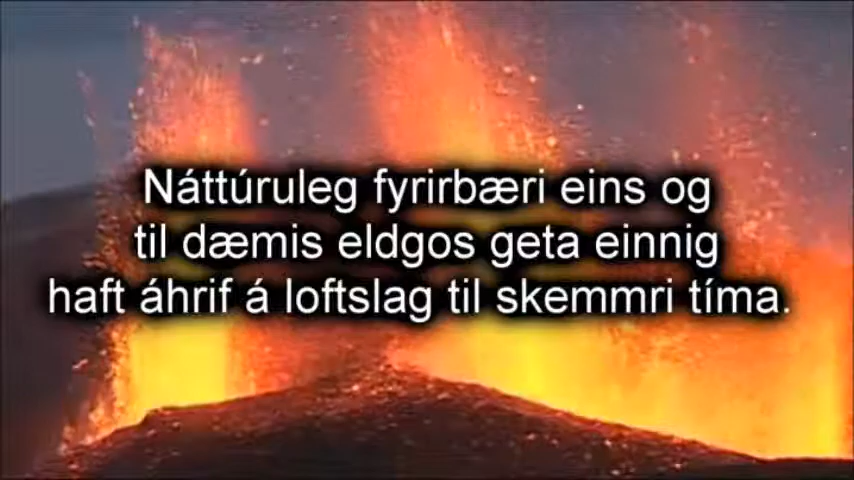 Náttúruleg fyrirbæri eins og
til dæmis eldgos geta einnig
haft áhrif á loftslag til skemmri tíma.